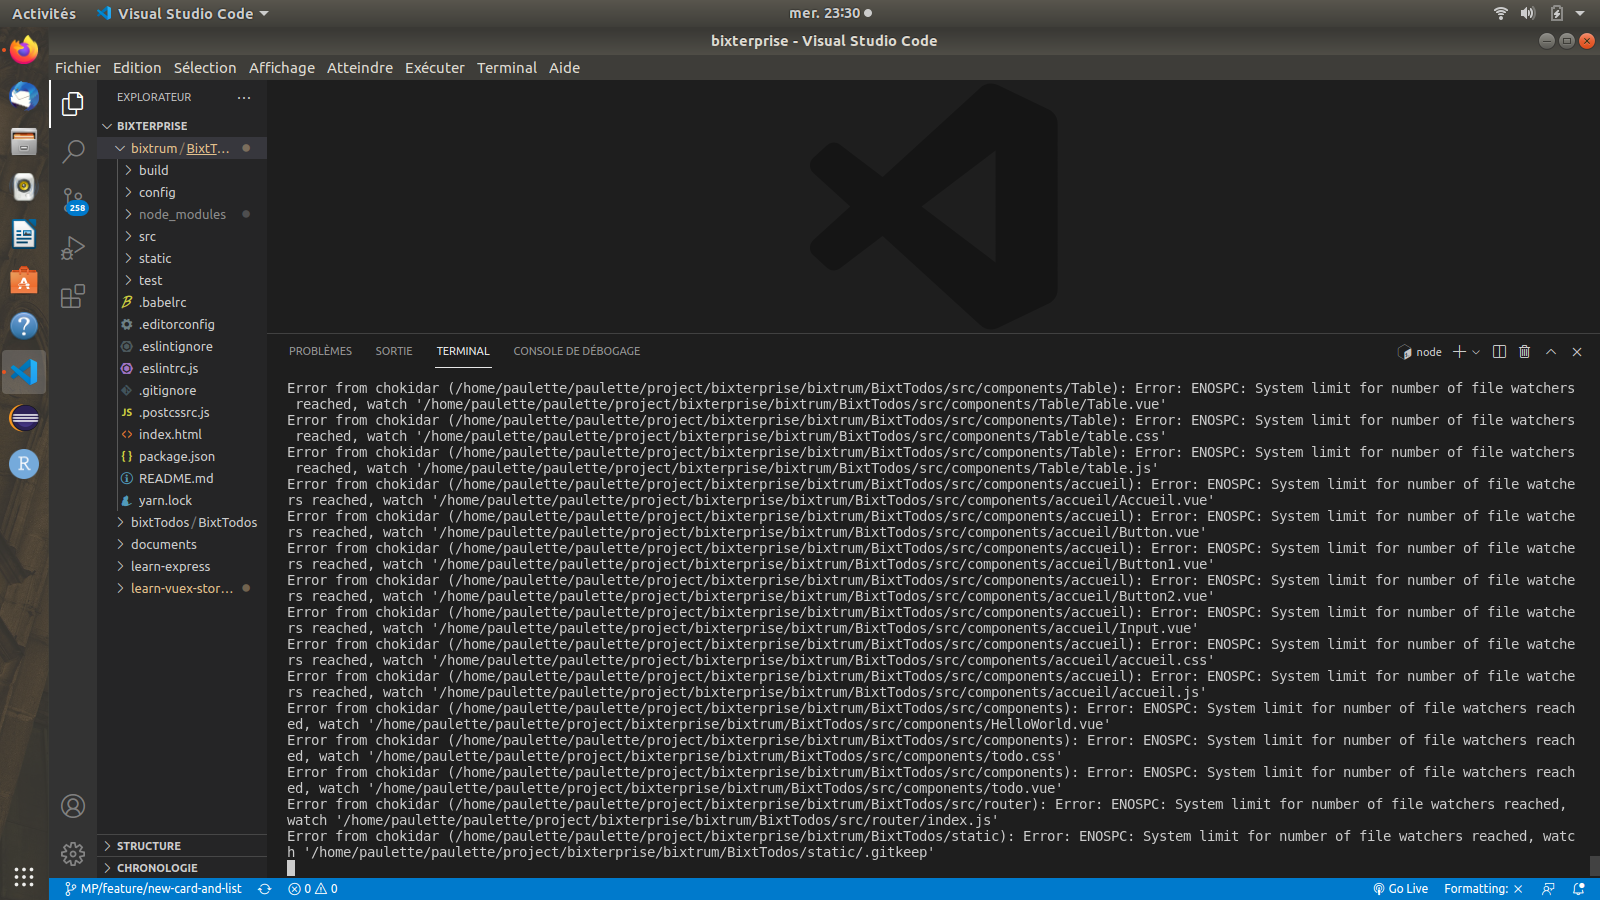 Activités
Visual Studio Code
mer. 23:30
bixterprise - Visual Studio Code
Fichier Edition Sélection Affichage Atteindre Exécuter Terminal Aide
EXPLORATEUR
BIXTERPRISE
bixtrum / BixtT...
build
config
node_modules
src
static
test
.babelrc
.editorconfig
.eslintignore
.eslintrc.js
.gitignore
JS .postcssrc.js
<> index.html
{} package.json
README.md
yarn.lock
bixtTodos / BixtTodos
documents
learn-express
learn-vuex-stor...
258
STRUCTURE
CHRONOLOGIE
PROBLÈMES SORTIE TERMINAL CONSOLE DE DÉBOGAGE
node
Error from chokidar (/home/paulette/paulette/project/bixterprise/bixtrum/BixtTodos/src/components/Table): Error: ENOSPC: System limit for number of file watchers
reached, watch '/home/paulette/paulette/project/bixterprise/bixtrum/BixtTodos/src/components/Table/Table.vue'
Error from chokidar (/home/paulette/paulette/project/bixterprise/bixtrum/BixtTodos/src/components/Table): Error: ENOSPC: System limit for number of file watchers
reached, watch '/home/paulette/paulette/project/bixterprise/bixtrum/BixtTodos/src/components/Table/table.css'
Error from chokidar (/home/paulette/paulette/project/bixterprise/bixtrum/BixtTodos/src/components/Table): Error: ENOSPC: System limit for number of file watchers
reached, watch '/home/paulette/paulette/project/bixterprise/bixtrum/BixtTodos/src/components/Table/table.js'
Error from chokidar (/home/paulette/paulette/project/bixterprise/bixtrum/BixtTodos/src/components/accueil): Error: ENOSPC: System limit for number of file watche
rs reached, watch '/home/paulette/paulette/project/bixterprise/bixtrum/BixtTodos/src/components/accueil/Accueil.vue'
Error from chokidar (/home/paulette/paulette/project/bixterprise/bixtrum/BixtTodos/src/components/accueil): Error: ENOSPC: System limit for number of file watche
rs reached, watch '/home/paulette/paulette/project/bixterprise/bixtrum/BixtTodos/src/components/accueil/Button.vue'
Error from chokidar (/home/paulette/paulette/project/bixterprise/bixtrum/BixtTodos/src/components/accueil): Error: ENOSPC: System limit for number of file watche
rs reached, watch '/home/paulette/paulette/project/bixterprise/bixtrum/BixtTodos/src/components/accueil/Button1.vue'
Error from chokidar (/home/paulette/paulette/project/bixterprise/bixtrum/BixtTodos/src/components/accueil): Error: ENOSPC: System limit for number of file watche
rs reached, watch '/home/paulette/paulette/project/bixterprise/bixtrum/BixtTodos/src/components/accueil/Button2.vue'
Error from chokidar (/home/paulette/paulette/project/bixterprise/bixtrum/BixtTodos/src/components/accueil): Error: ENOSPC: System limit for number of file watche
rs reached, watch '/home/paulette/paulette/project/bixterprise/bixtrum/BixtTodos/src/components/accueil/Input.vue'
Error from chokidar (/home/paulette/paulette/project/bixterprise/bixtrum/BixtTodos/src/components/accueil): Error: ENOSPC: System limit for number of file watche
rs reached, watch '/home/paulette/paulette/project/bixterprise/bixtrum/BixtTodos/src/components/accueil/accueil.css'
Error from chokidar (/home/paulette/paulette/project/bixterprise/bixtrum/BixtTodos/src/components/accueil): Error: ENOSPC: System limit for number of file watche
rs reached, watch '/home/paulette/paulette/project/bixterprise/bixtrum/BixtTodos/src/components/accueil/accueil.js'
Error from chokidar (/home/paulette/paulette/project/bixterprise/bixtrum/BixtTodos/src/components): Error: ENOSPC: System limit for number of file watchers reach
ed, watch '/home/paulette/paulette/project/bixterprise/bixtrum/BixtTodos/src/components/HelloWorld.vue'
Error from chokidar (/home/paulette/paulette/project/bixterprise/bixtrum/BixtTodos/src/components): Error: ENOSPC: System limit for number of file watchers reach
ed, watch '/home/paulette/paulette/project/bixterprise/bixtrum/BixtTodos/src/components/todo.css'
Error from chokidar (/home/paulette/paulette/project/bixterprise/bixtrum/BixtTodos/src/components): Error: ENOSPC: System limit for number of file watchers reach
ed, watch '/home/paulette/paulette/project/bixterprise/bixtrum/BixtTodos/src/components/todo.vue'
Error from chokidar (/home/paulette/paulette/project/bixterprise/bixtrum/BixtTodos/src/router): Error: ENOSPC: System limit for number of file watchers reached,
watch '/home/paulette/paulette/project/bixterprise/bixtrum/BixtTodos/src/router/index.js'
Error from chokidar (/home/paulette/paulette/project/bixterprise/bixtrum/BixtTodos/static): Error: ENOSPC: System limit for number of file watchers reached, watc
h '/home/paulette/paulette/project/bixterprise/bixtrum/BixtTodos/static/.gitkeep'
MP/feature/new-card-and-list 0 0 Go Live Formatting: ×